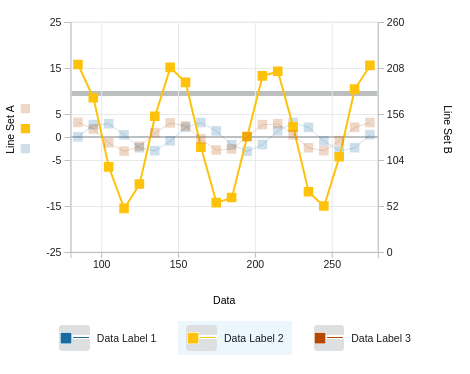 25
260
15
208
5
156
0
-5
104
-15
52
-25
0
100
150
200
250
Line Set A
Line Set B
Data
Data Label 1
Data Label 2
Data Label 3